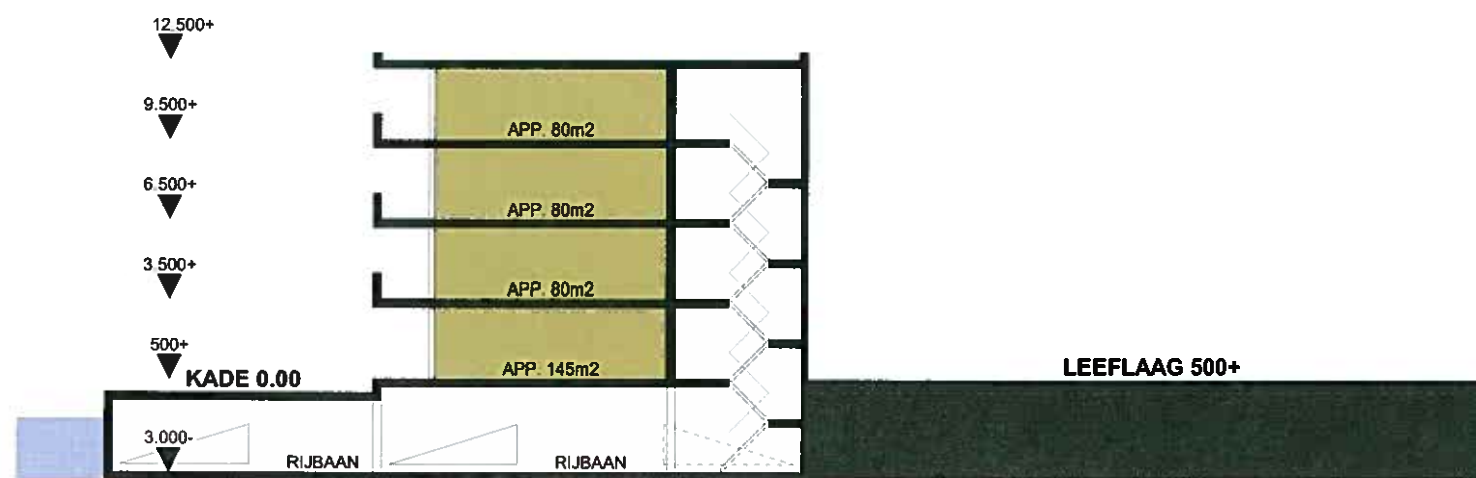 12.500+
9.500+
APP. 80m2
6.500+
APP. 80m2
3.500+
APP. 80m2
500+
KADE 0.00
APP. 145m2
LEEFLAAG 500+
3.000-
RIJBAAN
RIJBAAN